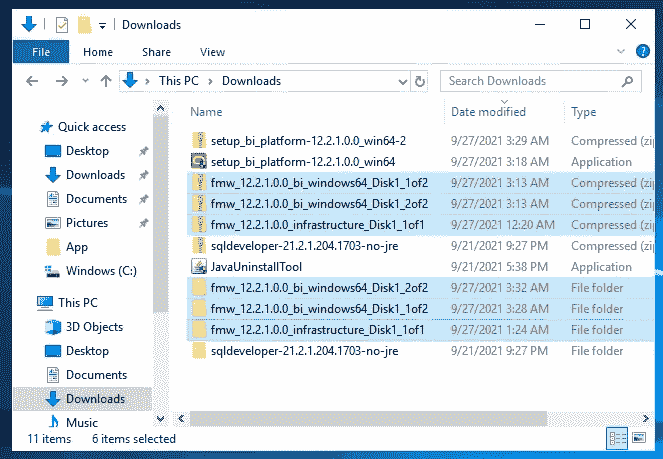 Downloads
File Home Share View
This PC Downloads Search Downloads
Name Date modified Type
Quick access
Desktop
Downloads
Documents
Pictures
App
Windows (C:)
This PC
3D Objects
Desktop
Documents
Downloads
Music
setup_bi_platform-12.2.1.0.0_win64-2 9/27/2021 3:29 AM Compressed (zip
setup_bi_platform-12.2.1.0.0_win64 9/27/2021 3:18 AM Application
fmw_12.2.1.0.0_bi_windows64_Disk1_1of2 9/27/2021 3:13 AM Compressed (zip
fmw_12.2.1.0.0_bi_windows64_Disk1_2of2 9/27/2021 3:13 AM Compressed (zip
fmw_12.2.1.0.0_infrastructure_Disk1_1of1 9/27/2021 12:20 AM Compressed (zip
sqldeveloper-21.2.1.204.1703-no-jre 9/21/2021 9:27 PM Compressed (zip
JavaUninstallTool 9/21/2021 5:38 PM Application
fmw_12.2.1.0.0_bi_windows64_Disk1_2of2 9/27/2021 3:32 AM File folder
fmw_12.2.1.0.0_bi_windows64_Disk1_1of2 9/27/2021 3:28 AM File folder
fmw_12.2.1.0.0_infrastructure_Disk1_1of1 9/27/2021 1:24 AM File folder
sqldeveloper-21.2.1.204.1703-no-jre 9/21/2021 9:27 PM File folder
11 items 6 items selected